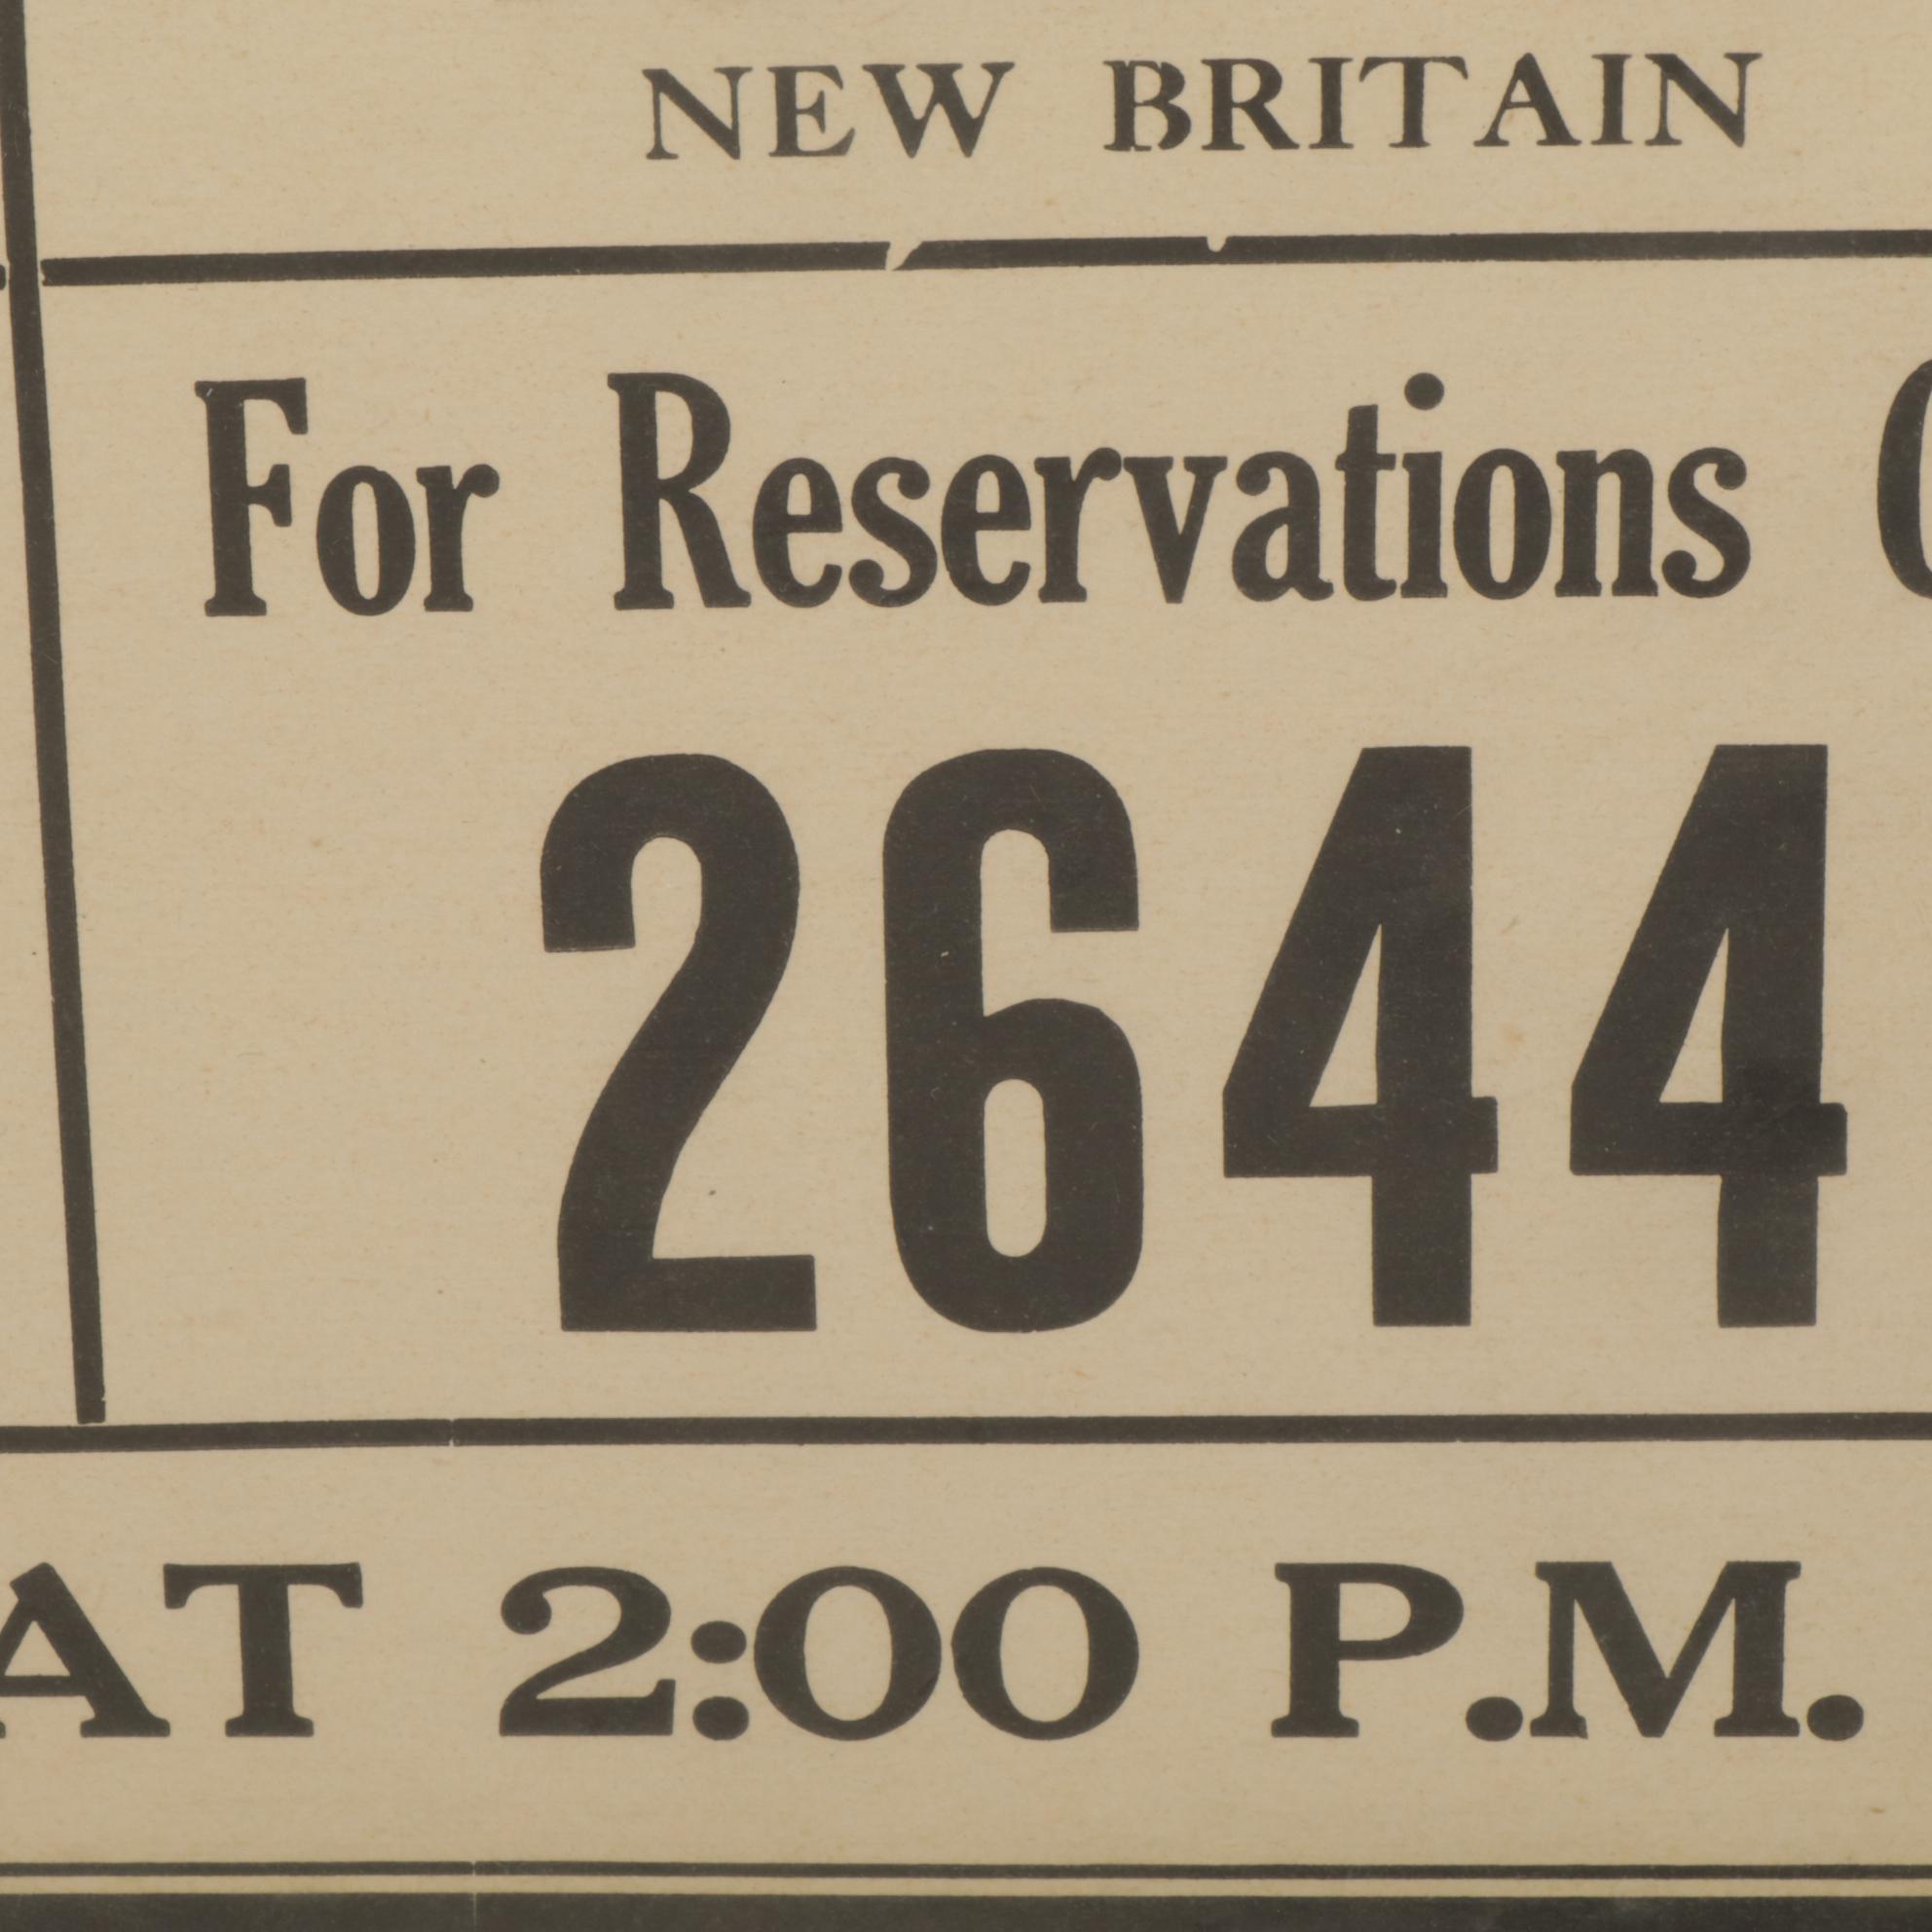 NEW BRITAIN
For Reservations
2644
AT 2:00 P.M.